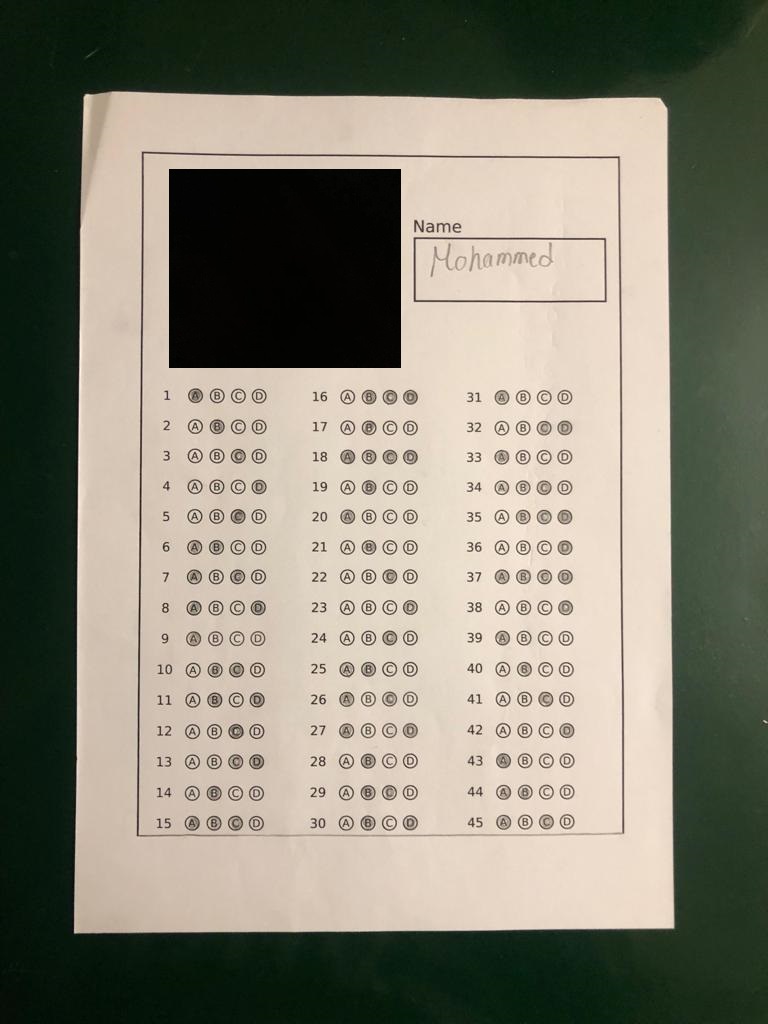 Name
Mohammed
1 A B C D 16 A B C D 31 A B C D
2 A B C D 17 A B C D 32 A B C D
3 A B C D 18 A B C D 33 A B C D
4 A B C D 19 A B C D 34 A B C D
5 A B C D 20 A B C D 35 A B C D
6 A B C D 21 A B C D 36 A B C D
7 A B C D 22 A B C D 37 A B C D
8 A B C D 23 A B C D 38 A B C D
9 A B C D 24 A B C D 39 A B C D
10 A B C D 25 A B C D 40 A B C D
11 A B C D 26 A B C D 41 A B C D
12 A B C D 27 A B C D 42 A B C D
13 A B C D 28 A B C D 43 A B C D
14 A B C D 29 A B C D 44 A B C D
15 A B C D 30 A B C D 45 A B C D